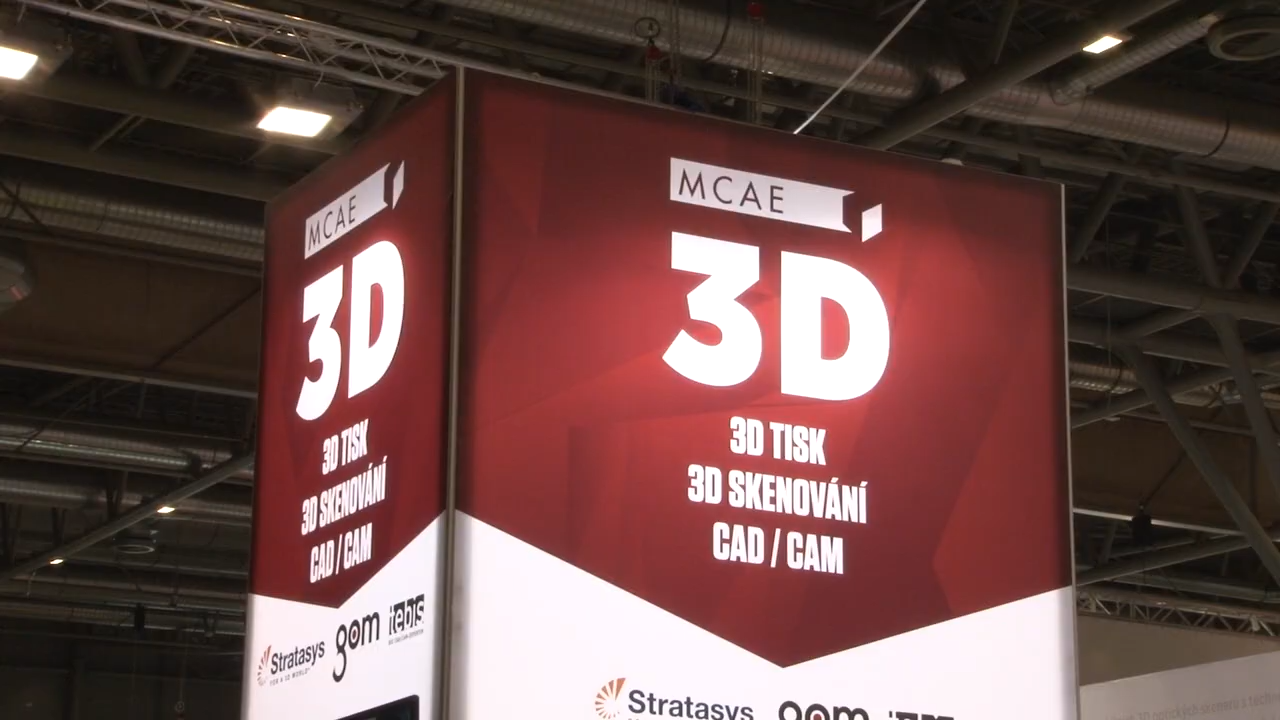 MCAE
3D
3D TISK
3D SKENOVÁNÍ
CAD / CAM
Stratasys
gom
tebis
MCAE
3D
3D TISK
3D SKENOVÁNÍ
CAD / CAM
Stratasys
gom